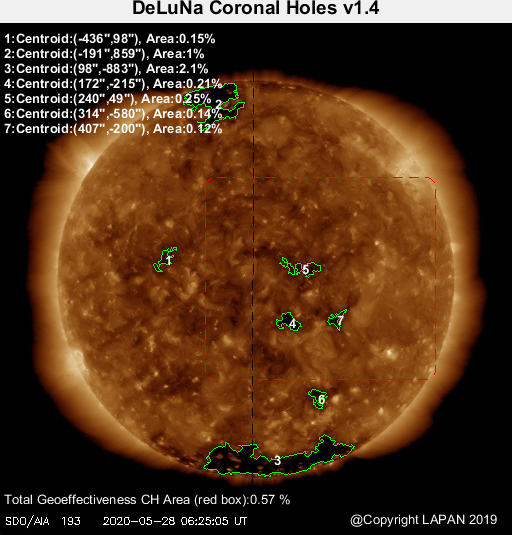 DeLuNa Coronal Holes v1.4
1:Centroid:(-436",98"), Area:0.15%
2:Centroid:(-191",859"), Area:1%
3:Centroid:(98",-883"), Area:2.1%
4:Centroid:(172",-215"), Area:0.21%
5:Centroid:(240",49"), Area:0.25%
6:Centroid:(314",-580"), Area:0.14%
7:Centroid:(407",-200"), Area:0.12%
2
1
5
4
7
6
3
Total Geoeffectiveness CH Area (red box):0.57 %
SDO/AIA 193 2020-05-28 06:25:05 UT
@Copyright LAPAN 2019